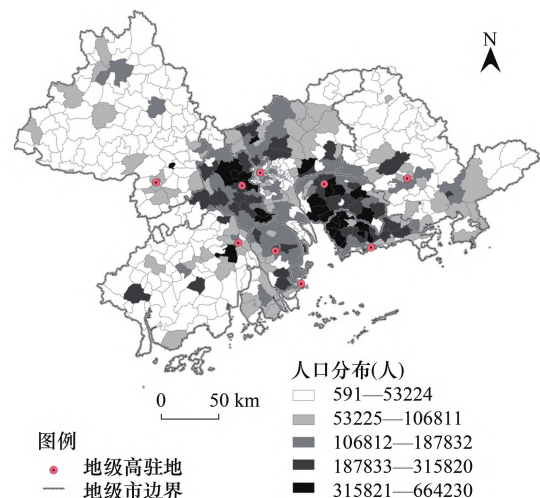 N
0 50 km
人口分布(人)
591—53224
53225—106811
106812—187832
187833—315820
315821—664230
图例
地级高驻地
地级市边界